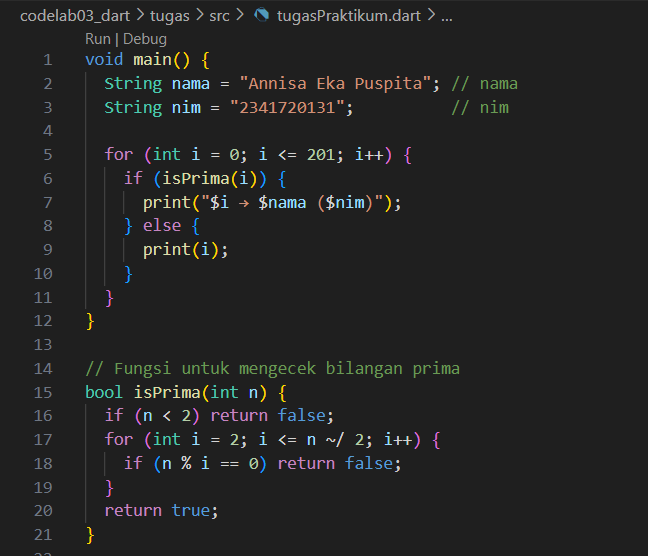 codelab03_dart > tugas > src > tugasPraktikum.dart > ...
Run | Debug
1 void main() {
2   String nama = "Annisa Eka Puspita"; // nama
3   String nim = "2341720131";          // nim
4
5   for (int i = 0; i <= 201; i++) {
6     if (isPrima(i)) {
7       print("$i → $nama ($nim)");
8     } else {
9       print(i);
10     }
11   }
12 }
13
14 // Fungsi untuk mengecek bilangan prima
15 bool isPrima(int n) {
16   if (n < 2) return false;
17   for (int i = 2; i <= n ~/ 2; i++) {
18     if (n % i == 0) return false;
19   }
20   return true;
21 }